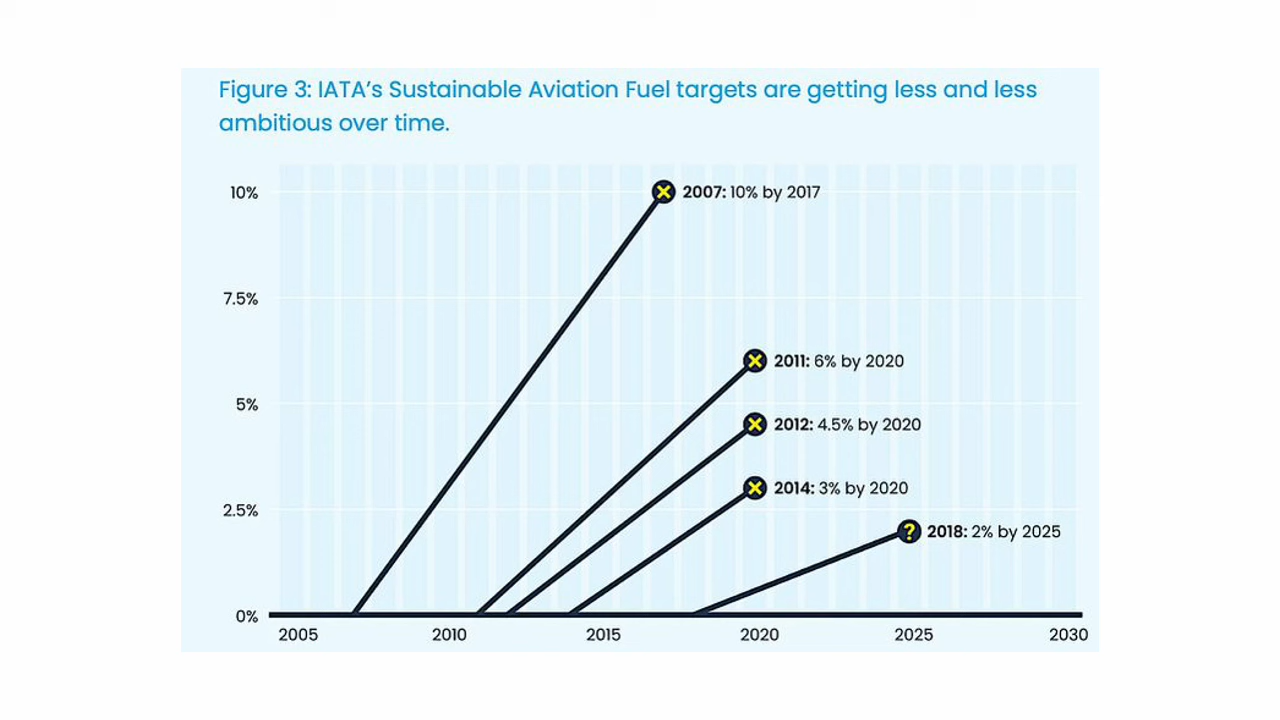 Figure 3: IATA’s Sustainable Aviation Fuel targets are getting less and less
ambitious over time.
10%
2007: 10% by 2017
7.5%
2011: 6% by 2020
5%
2012: 4.5% by 2020
2014: 3% by 2020
2.5%
2018: 2% by 2025
0%
2005 2010 2015 2020 2025 2030